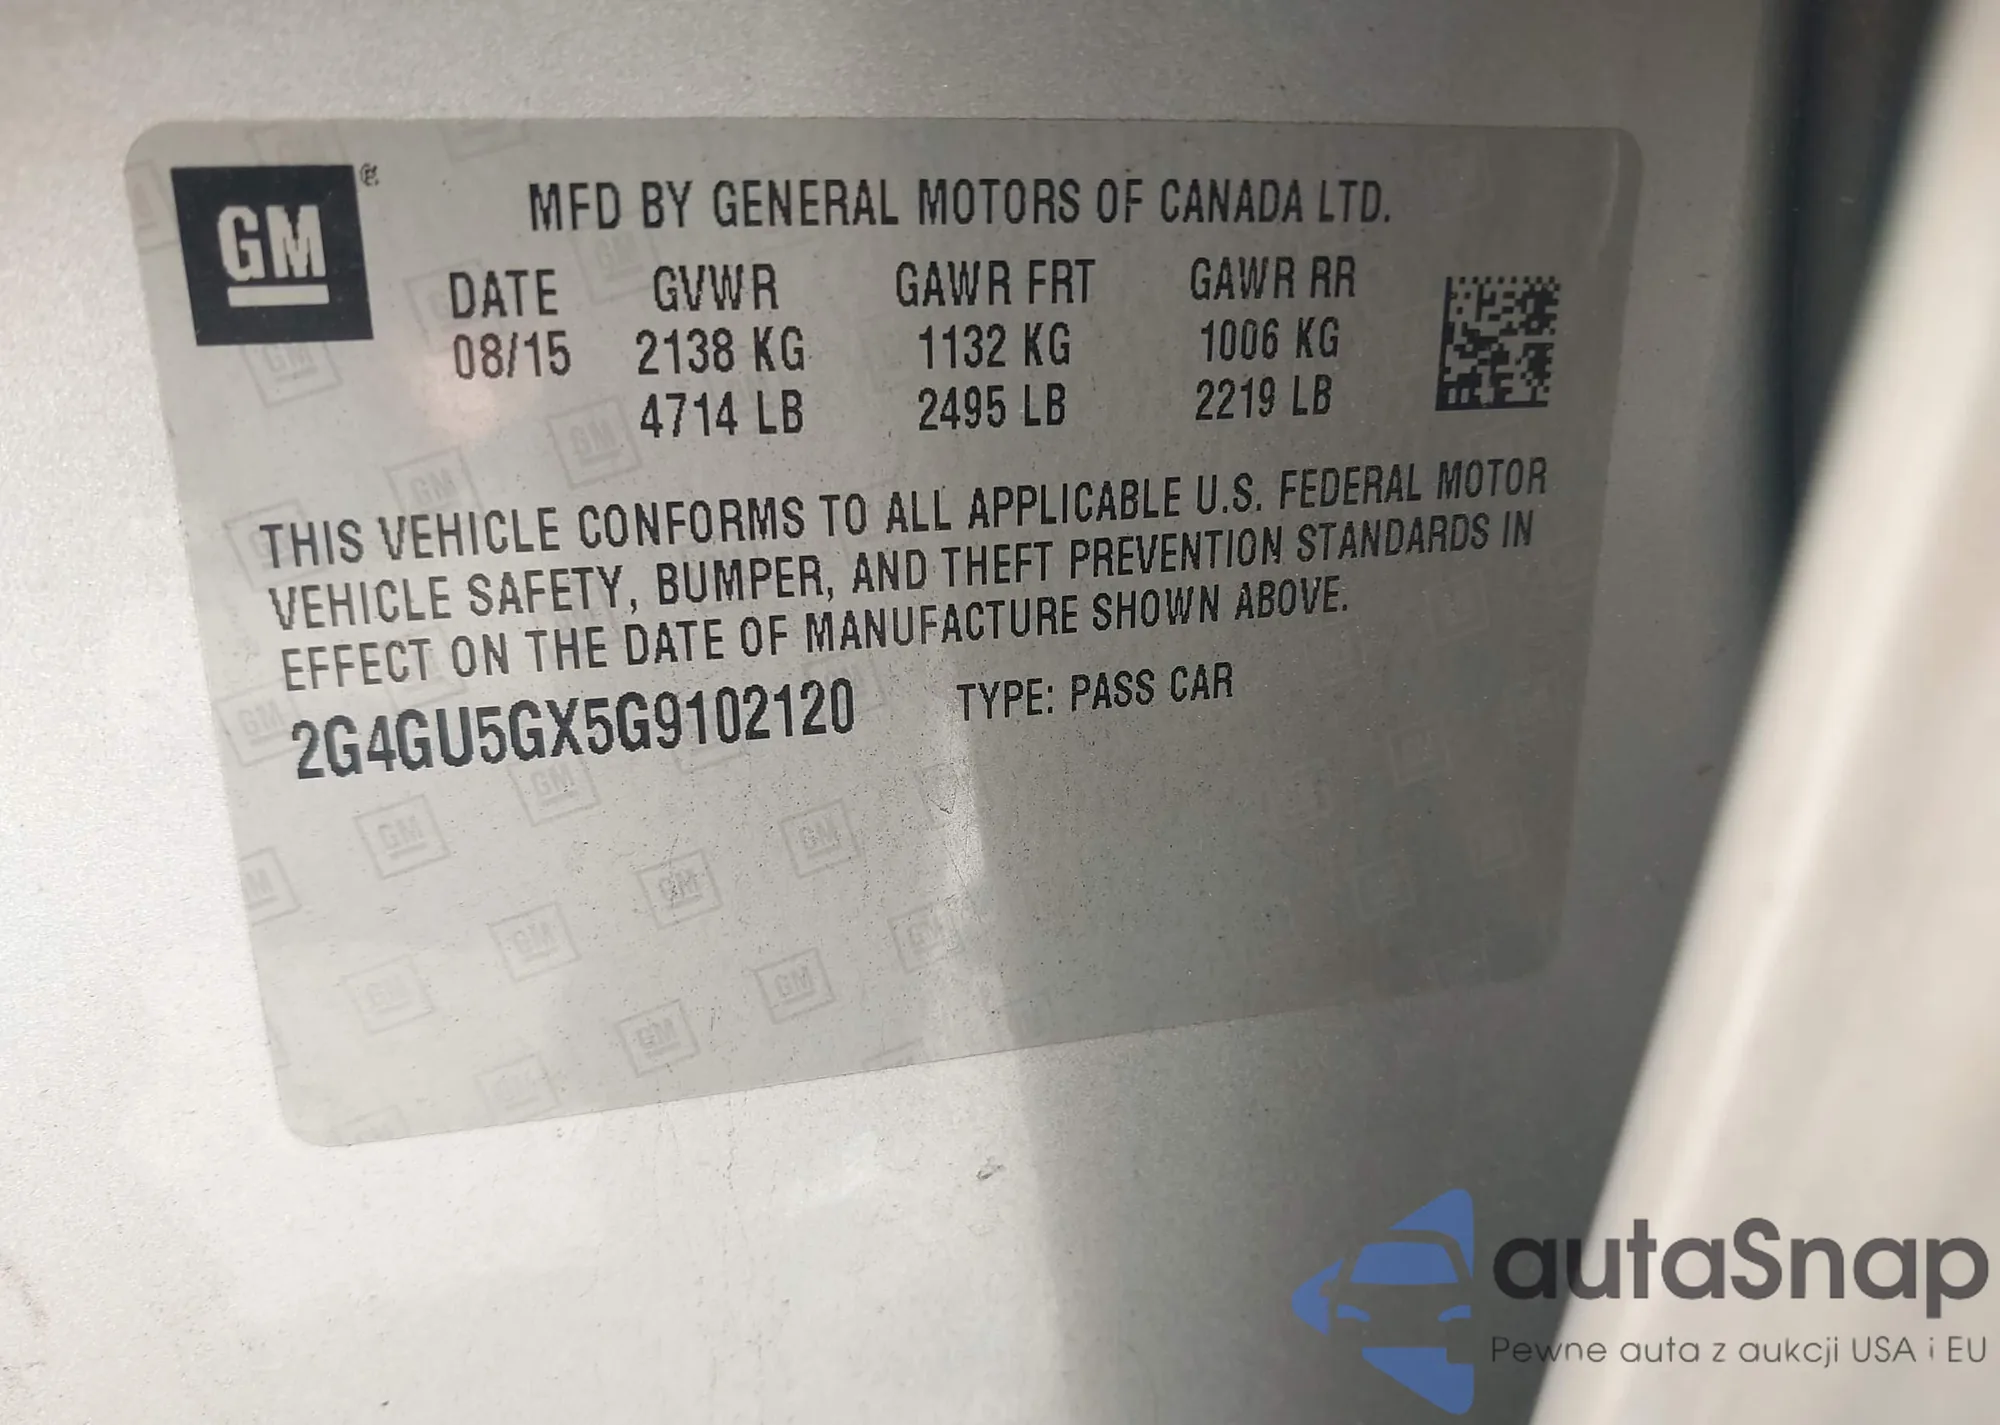 GM ®
MFD BY GENERAL MOTORS OF CANADA LTD.
DATE GVWR GAWR FRT GAWR RR
08/15 2138 KG 1132 KG 1006 KG
4714 LB 2495 LB 2219 LB
THIS VEHICLE CONFORMS TO ALL APPLICABLE U.S. FEDERAL MOTOR
VEHICLE SAFETY, BUMPER, AND THEFT PREVENTION STANDARDS IN
EFFECT ON THE DATE OF MANUFACTURE SHOWN ABOVE.
2G4GU5GX5G9102120 TYPE: PASS CAR
autaSnap
Pewne auta z aukcji USA i EU